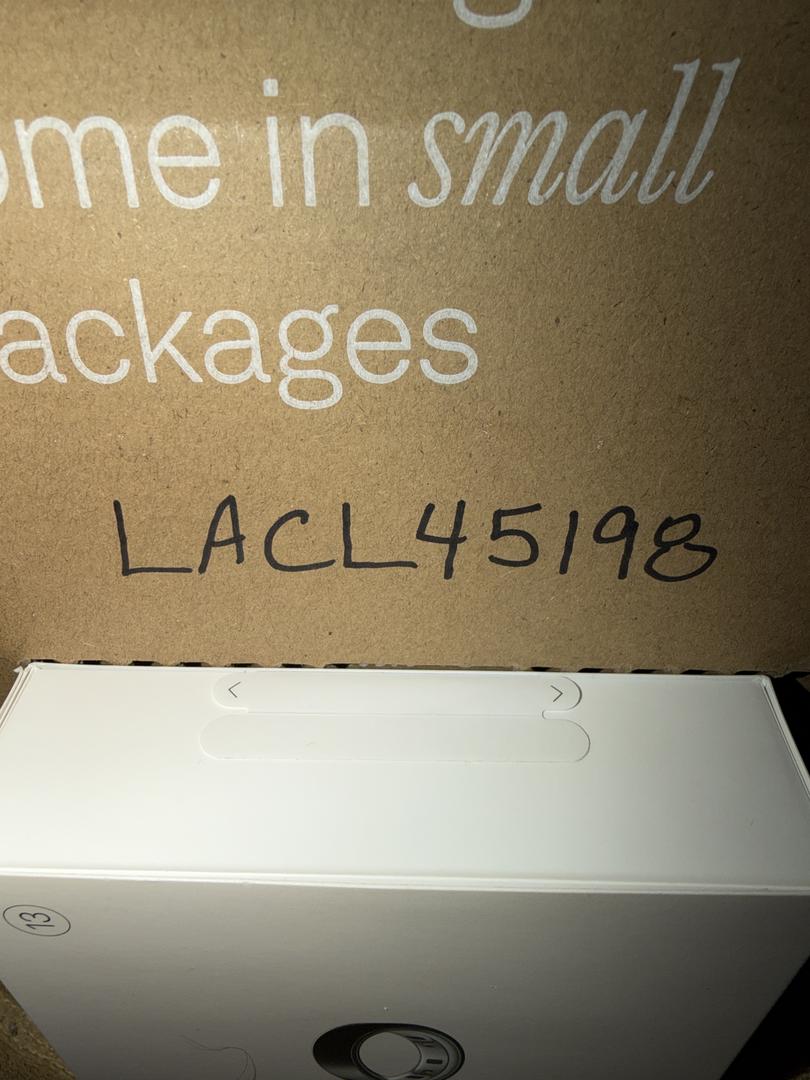 ome in small
ackages
LACL45198
13